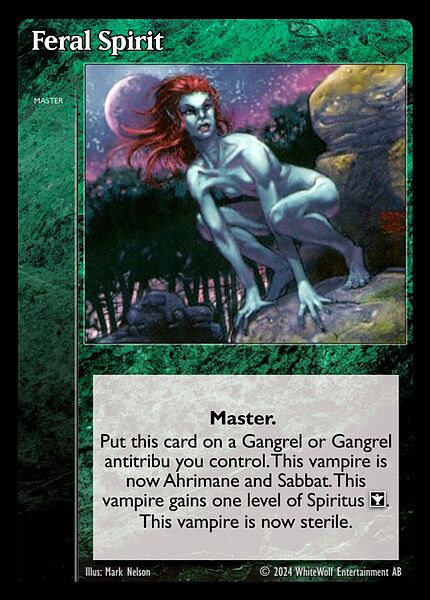 Feral Spirit
MASTER
Master.
Put this card on a Gangrel or Gangrel
antitribu you control. This vampire is
now Ahrimane and Sabbat. This
vampire gains one level of Spiritus .
This vampire is now sterile.
Illus: Mark Nelson © 2024 WhiteWolf Entertainment AB